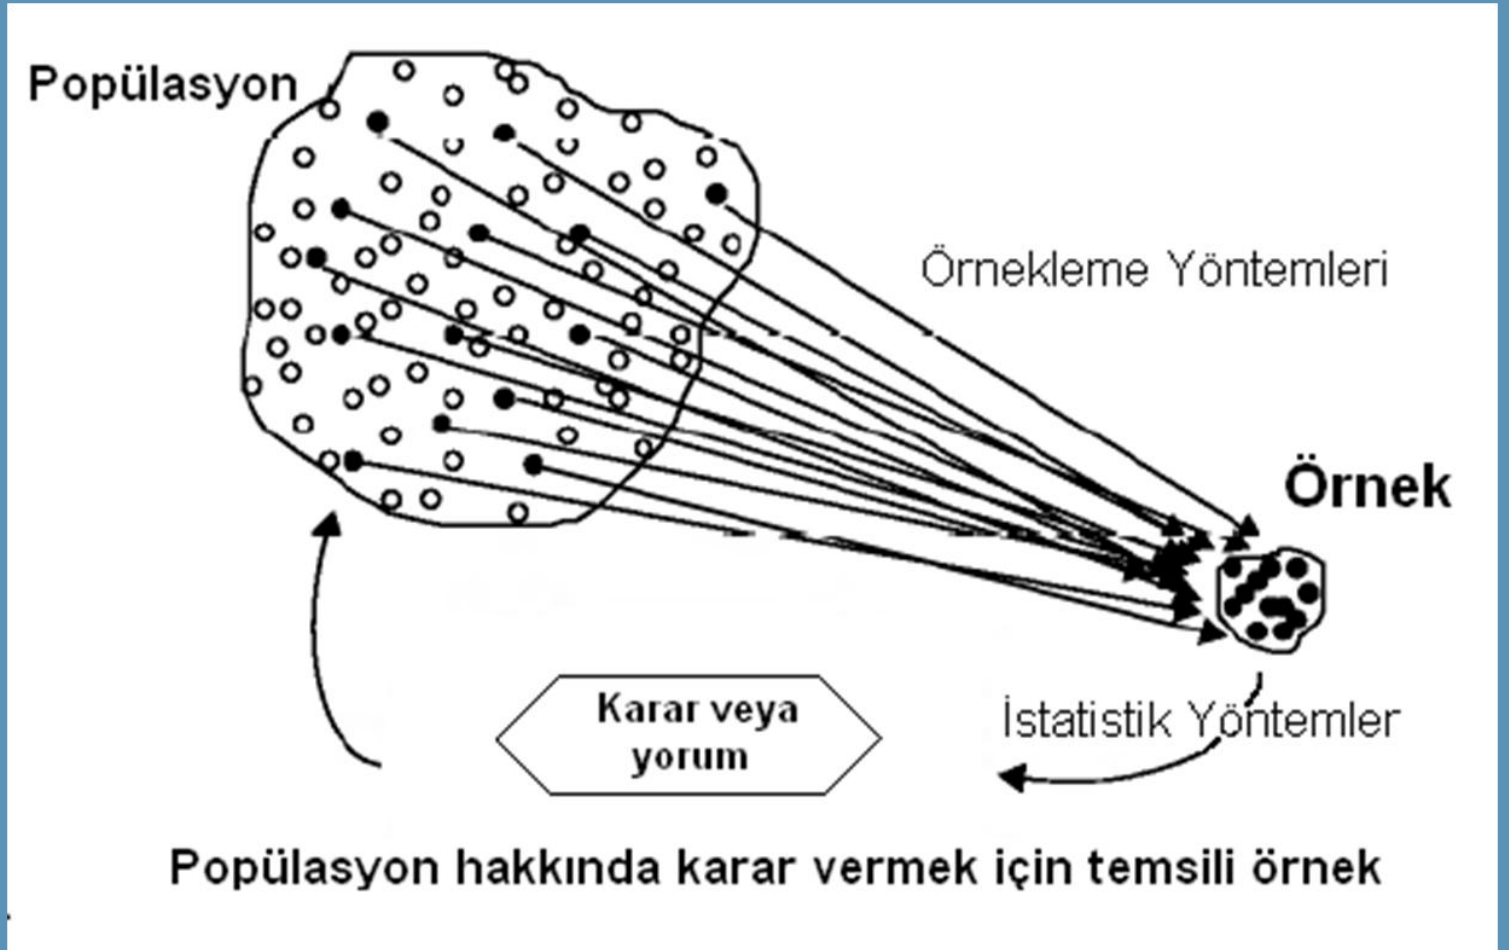 Popülasyon
Örnekleme Yöntemleri
Örnek
İstatistik Yöntemler
Karar veya
yorum
Popülasyon hakkında karar vermek için temsili örnek